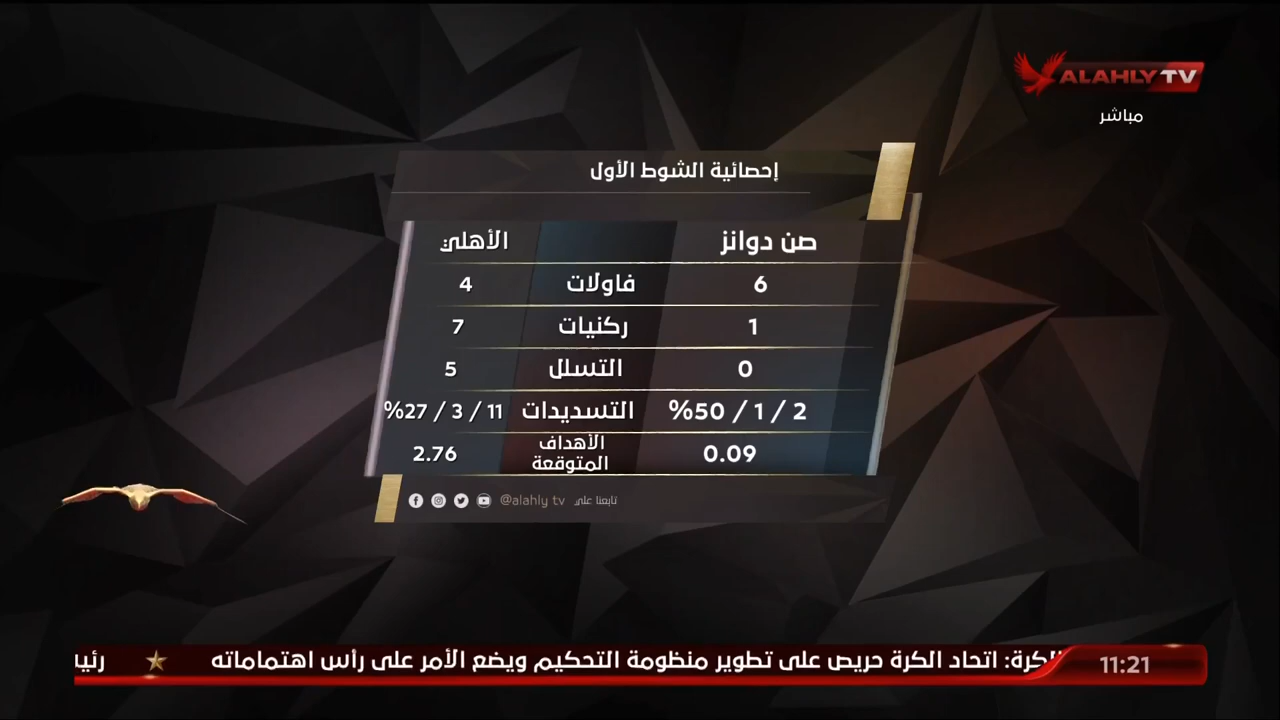 ALAHLY TV
مباشر
إحصائية الشوط الأول
صن دوانز الأهلي
6 فاولات 4
1 ركنيات 7
0 التسلل 5
2 / 1 / 50% التسديدات 11 / 3 / 27%
0.09 الأهداف المتوقعة 2.76
تابعنا علي @alahly tv
11:21 الكرة: اتحاد الكرة حريص على تطوير منظومة التحكيم ويضع الأمر على رأس اهتماماته